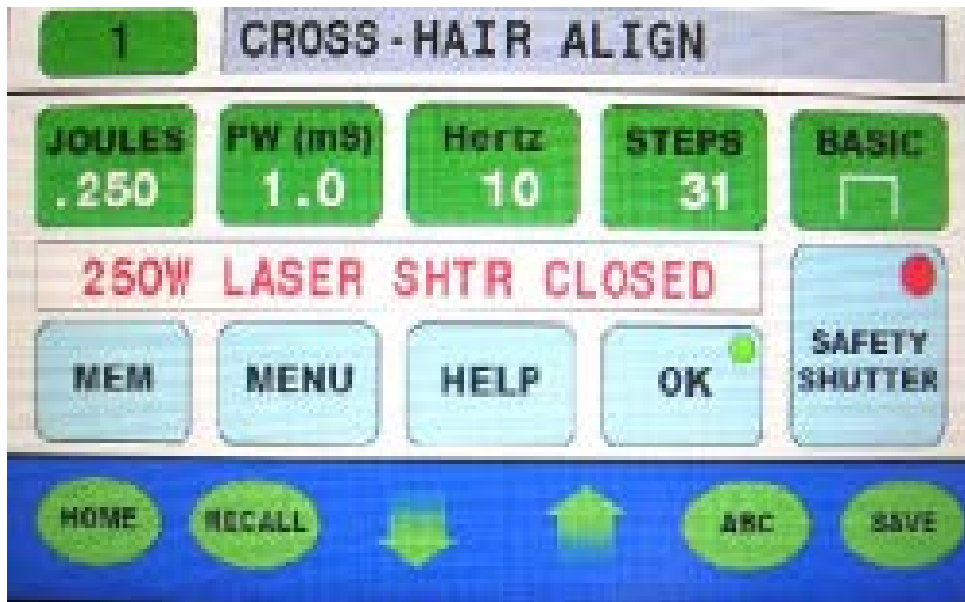 1 CROSS-HAIR ALIGN
JOULES PW (mS) Hertz STEPS BASIC
.250 1.0 10 31
250W LASER SHTR CLOSED
SAFETY
SHUTTER
MEM MENU HELP OK
HOME RECALL ABC SAVE